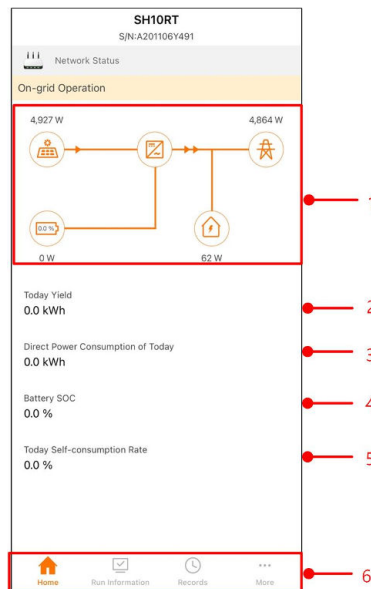 SH10RT
S/N:A201106Y491
Network Status
On-grid Operation
4,927 W
4,864 W
0.0 %
0 W
62 W
1
Today Yield
0.0 kWh
2
Direct Power Consumption of Today
0.0 kWh
3
Battery SOC
0.0 %
4
Today Self-consumption Rate
0.0 %
5
Home
Run Information
Records
More
6